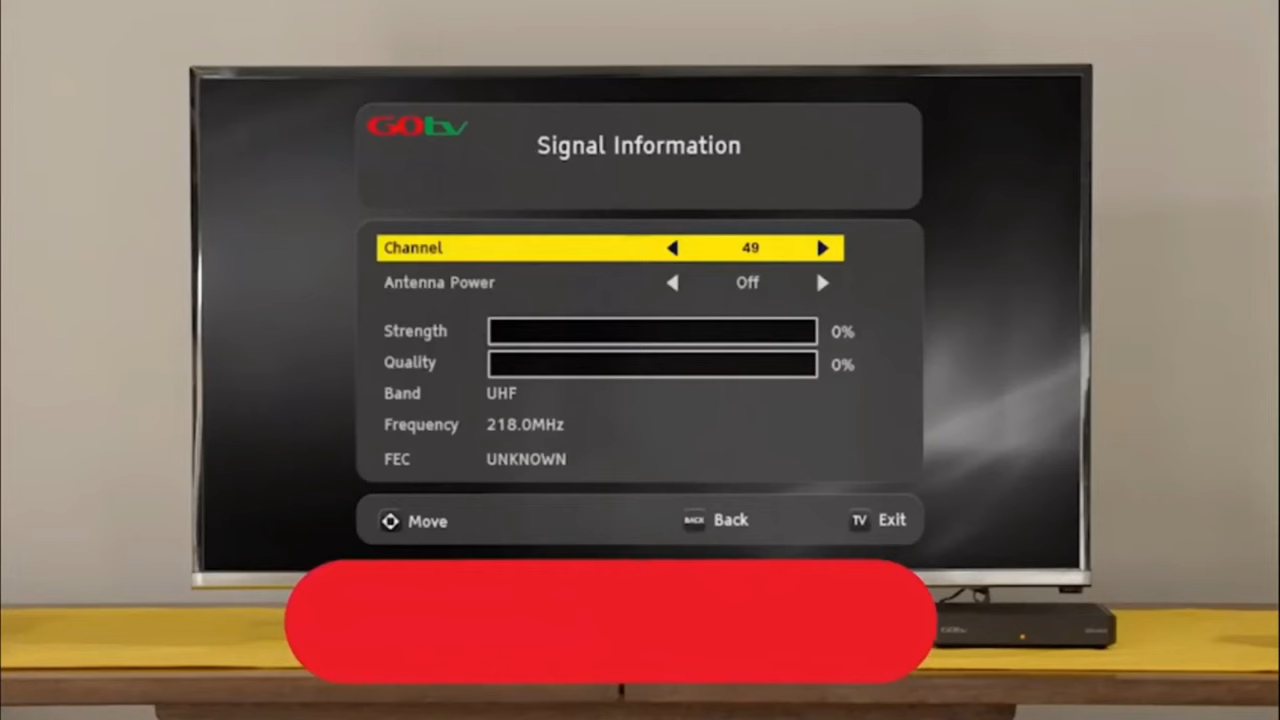 GOtv
Signal Information
Channel 49
Antenna Power Off
Strength 0%
Quality 0%
Band UHF
Frequency 218.0MHz
FEC UNKNOWN
Move BACK Back TV Exit
GOtv